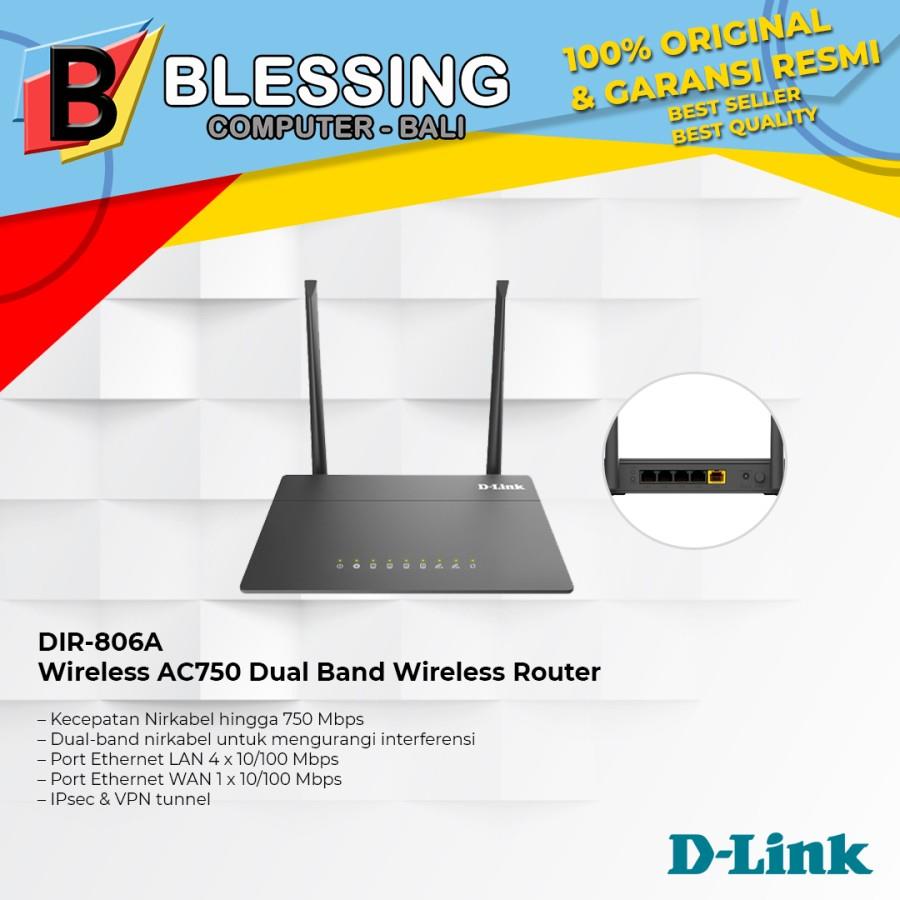 B
BLESSING
COMPUTER - BALI
100% ORIGINAL
& GARANSI RESMI
BEST SELLER
BEST QUALITY
D-Link
DIR-806A
Wireless AC750 Dual Band Wireless Router
– Kecepatan Nirkabel hingga 750 Mbps
– Dual-band nirkabel untuk mengurangi interferensi
– Port Ethernet LAN 4 x 10/100 Mbps
– Port Ethernet WAN 1 x 10/100 Mbps
– IPsec & VPN tunnel
D-Link